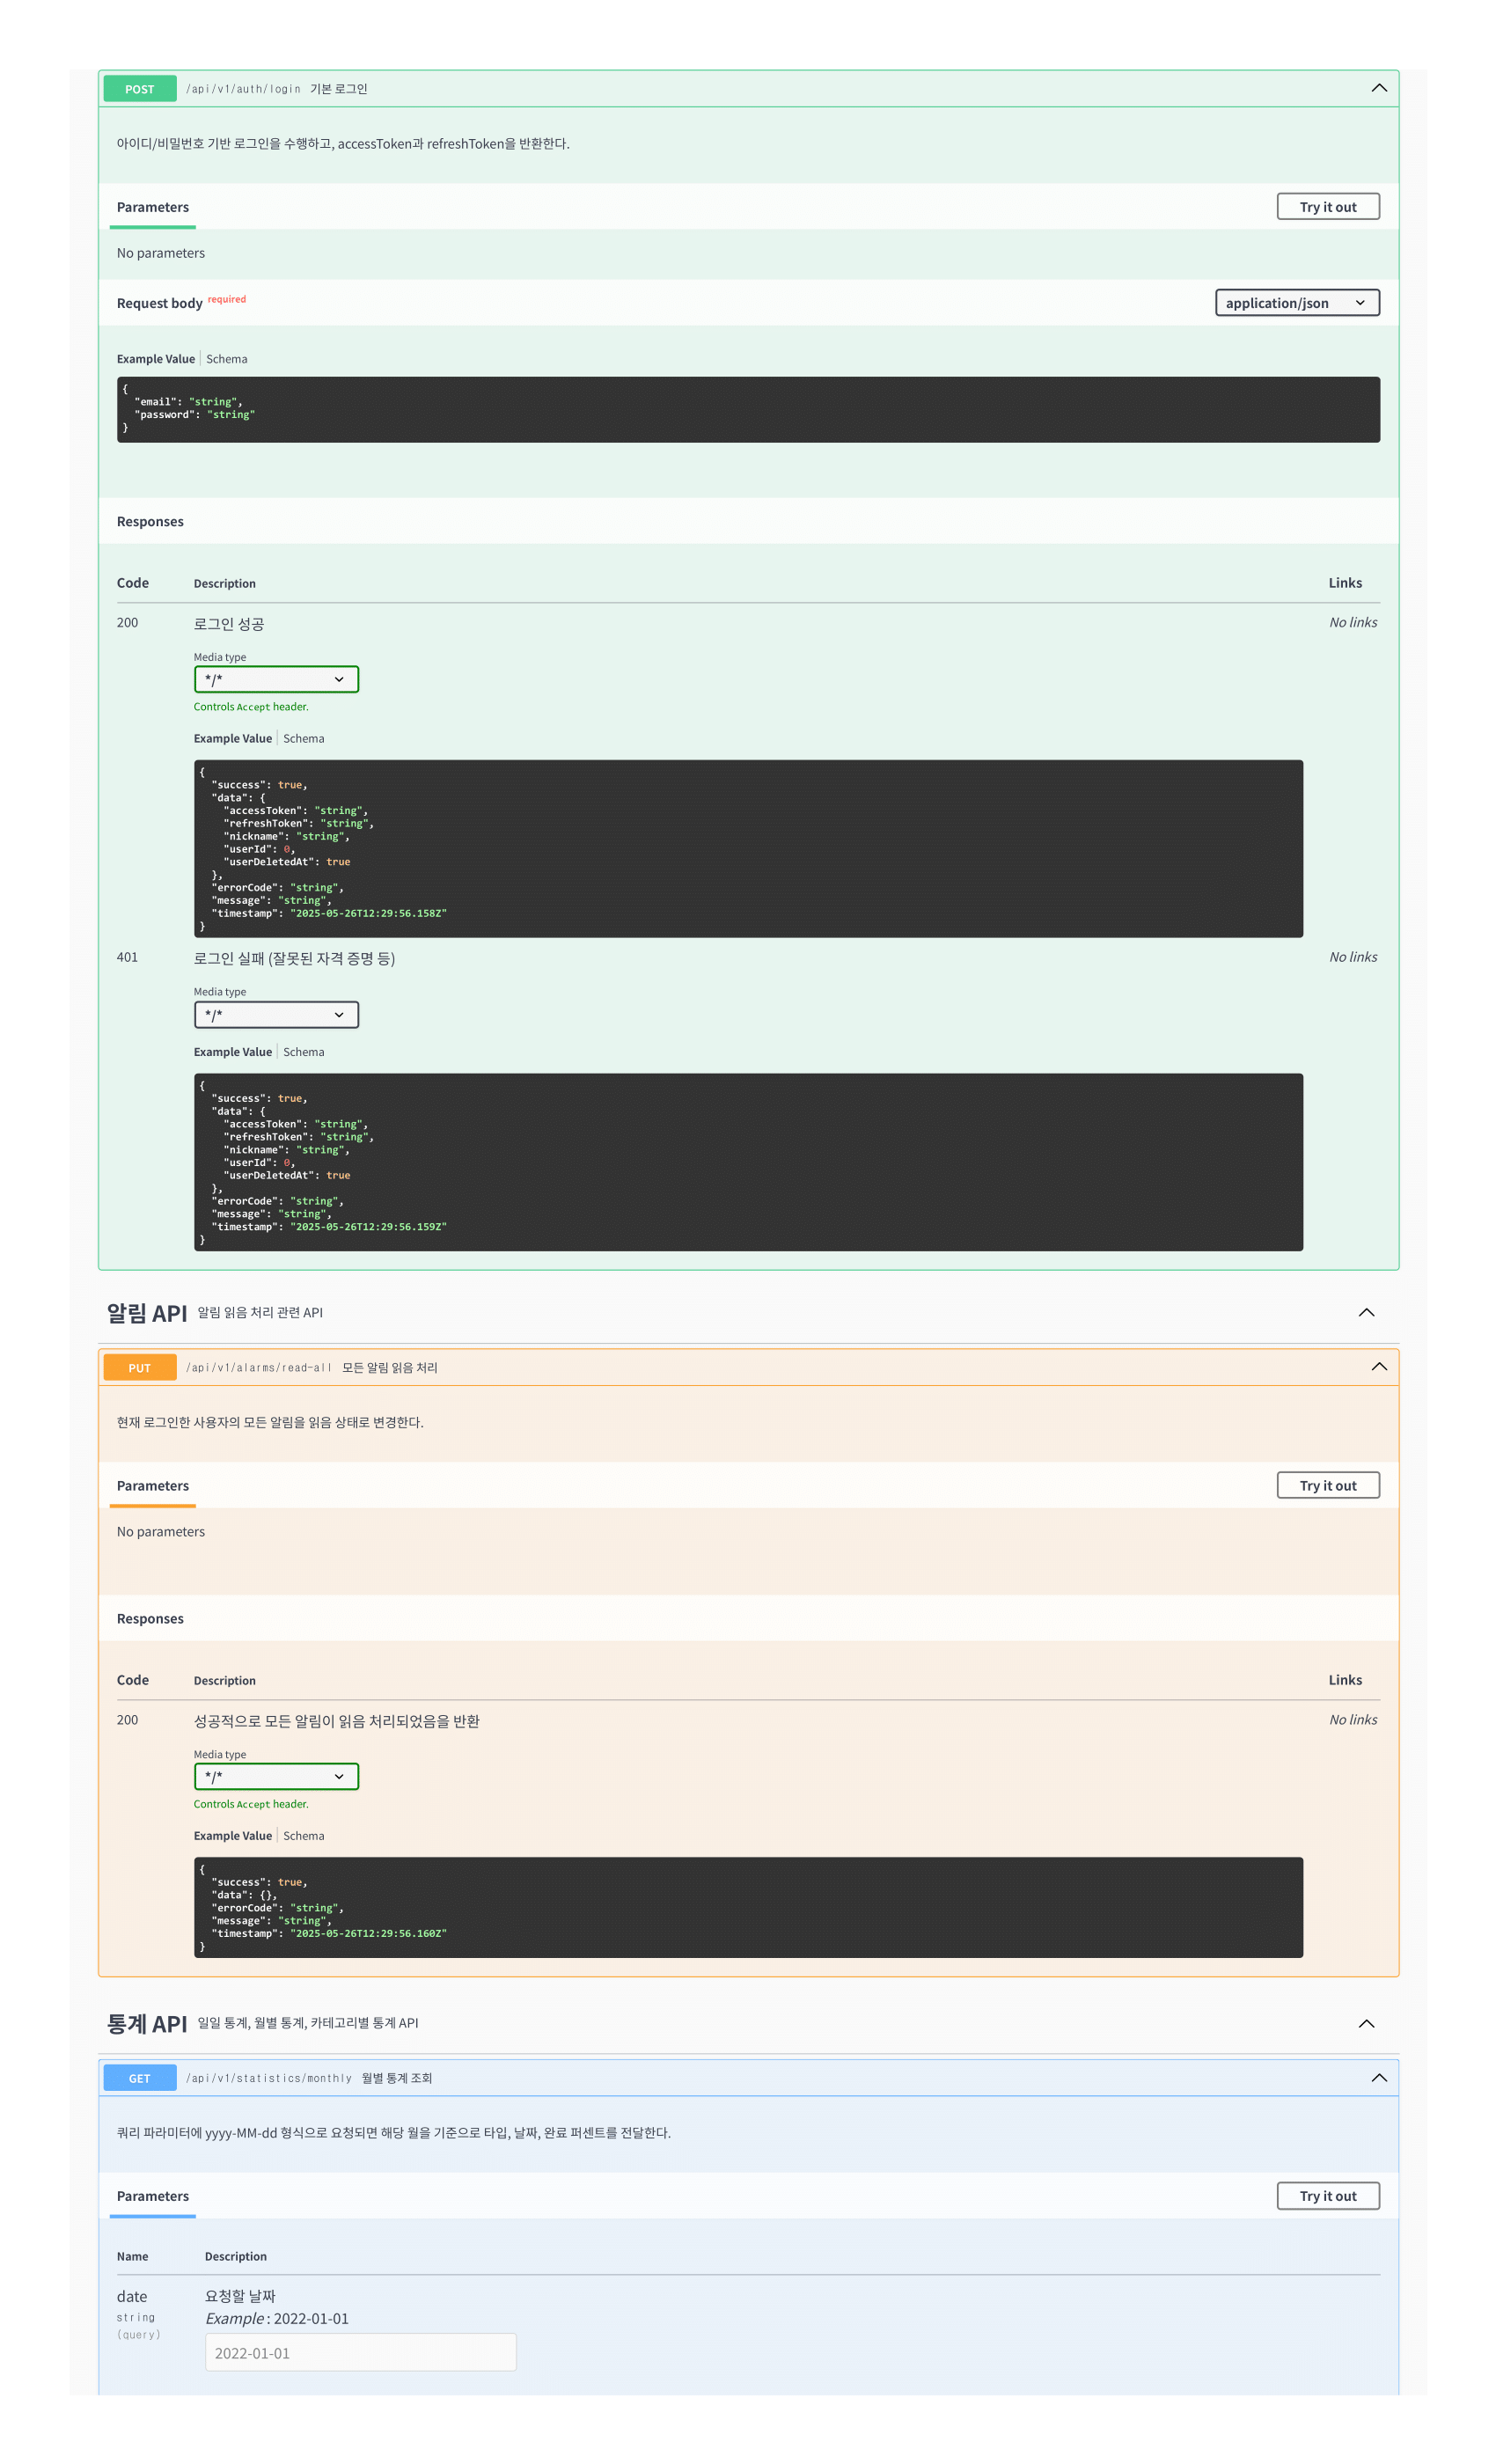 POST /api/v1/auth/login 기본 로그인
아이디/비밀번호 기반 로그인을 수행하고, accessToken과 refreshToken을 반환한다.
Parameters Try it out
No parameters
Request body required application/json
Example Value Schema
{
"email": "string",
"password": "string"
}
Responses
Code Description Links
200 로그인 성공 No links
Media type
*/*
Controls Accept header.
Example Value Schema
{
"success": true,
"data": {
"accessToken": "string",
"refreshToken": "string",
"nickname": "string",
"userId": 0,
"userDeletedAt": true
},
"errorCode": "string",
"message": "string",
"timestamp": "2025-05-26T12:29:56.158Z"
}
401 로그인 실패 (잘못된 자격 증명 등) No links
Media type
*/*
Example Value Schema
{
"success": true,
"data": {
"accessToken": "string",
"refreshToken": "string",
"nickname": "string",
"userId": 0,
"userDeletedAt": true
},
"errorCode": "string",
"message": "string",
"timestamp": "2025-05-26T12:29:56.159Z"
}
알림 API 알림 읽음 처리 관련 API
PUT /api/v1/alarms/read-all 모든 알림 읽음 처리
현재 로그인한 사용자의 모든 알림을 읽음 상태로 변경한다.
Parameters Try it out
No parameters
Responses
Code Description Links
200 성공적으로 모든 알림이 읽음 처리되었음을 반환 No links
Media type
*/*
Controls Accept header.
Example Value Schema
{
"success": true,
"data": {},
"errorCode": "string",
"message": "string",
"timestamp": "2025-05-26T12:29:56.160Z"
}
통계 API 일일 통계, 월별 통계, 카테고리별 통계 API
GET /api/v1/statistics/monthly 월별 통계 조회
쿼리 파라미터에 yyyy-MM-dd 형식으로 요청되면 해당 월을 기준으로 타입, 날짜, 완료 퍼센트를 전달한다.
Parameters Try it out
Name Description
date 요청할 날짜
string Example : 2022-01-01
(query)
2022-01-01